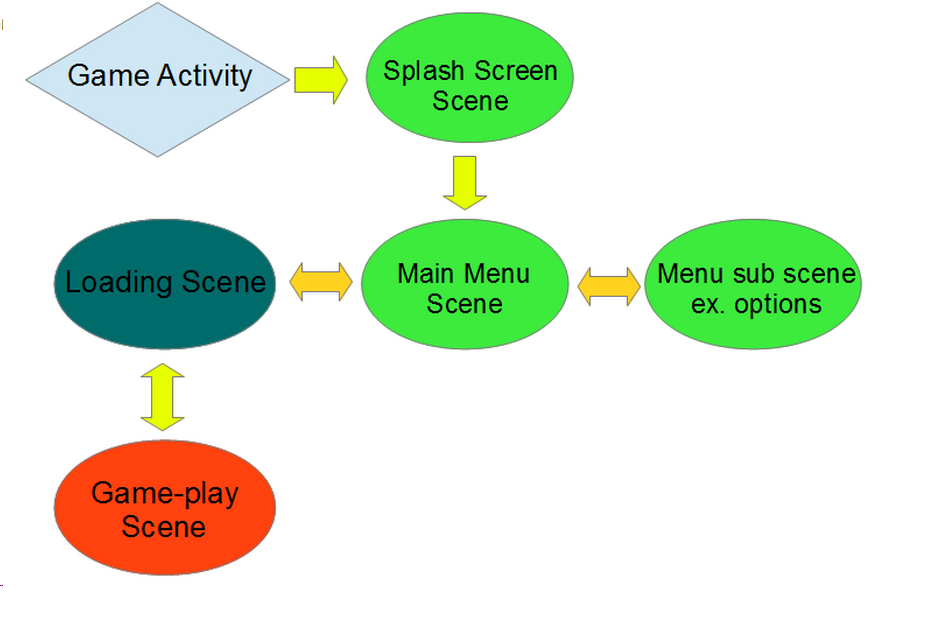 Game Activity
Splash Screen
Scene
Loading Scene
Main Menu
Scene
Menu sub scene
ex. options
Game-play
Scene